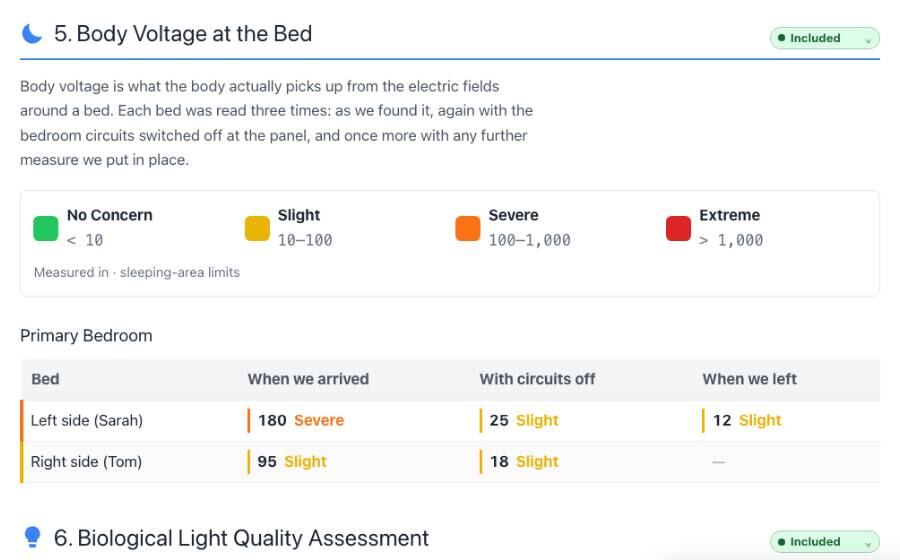 5. Body Voltage at the Bed
Included
Body voltage is what the body actually picks up from the electric fields
around a bed. Each bed was read three times: as we found it, again with the
bedroom circuits switched off at the panel, and once more with any further
measure we put in place.
No Concern Slight Severe Extreme
< 10 10–100 100–1,000 > 1,000
Measured in · sleeping-area limits
Primary Bedroom
Bed When we arrived With circuits off When we left
Left side (Sarah) 180 Severe 25 Slight 12 Slight
Right side (Tom) 95 Slight 18 Slight —
6. Biological Light Quality Assessment
Included